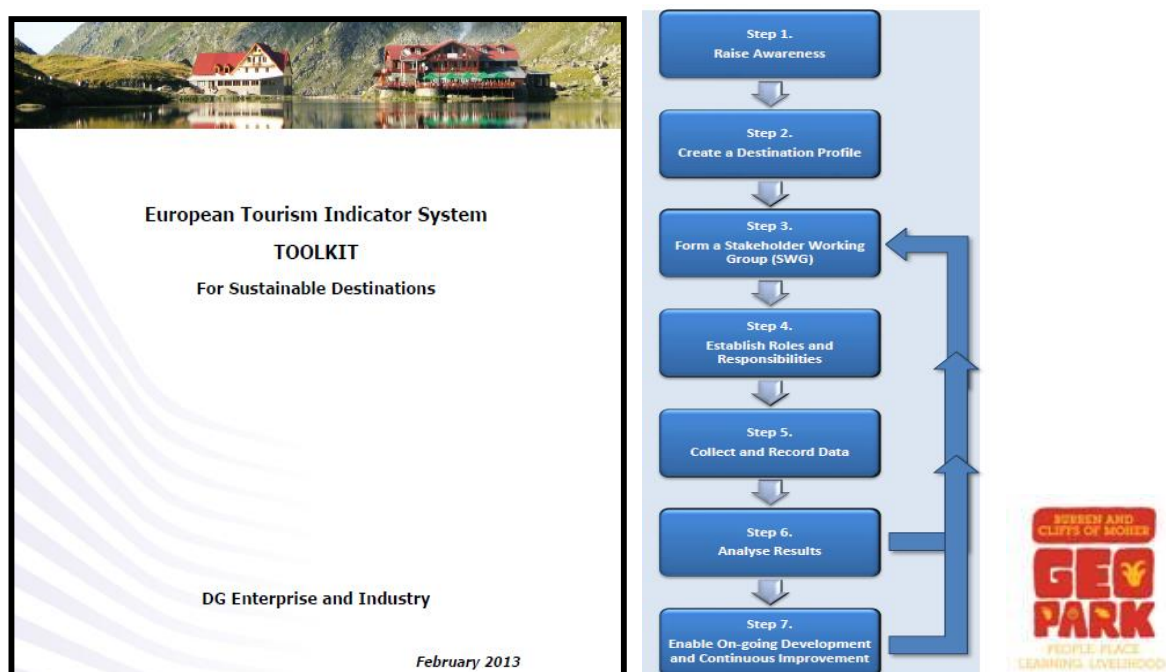 European Tourism Indicator System
TOOLKIT
For Sustainable Destinations
DG Enterprise and Industry
February 2013
Step 1.
Raise Awareness
Step 2.
Create a Destination Profile
Step 3.
Form a Stakeholder Working
Group (SWG)
Step 4.
Establish Roles and
Responsibilities
Step 5.
Collect and Record Data
Step 6.
Analyse Results
Step 7.
Enable On-going Development
and Continuous Improvement
BURREN AND
CLIFFS OF MOHER
GEO
PARK
PEOPLE PLACE
LEARNING LIVELIHOOD